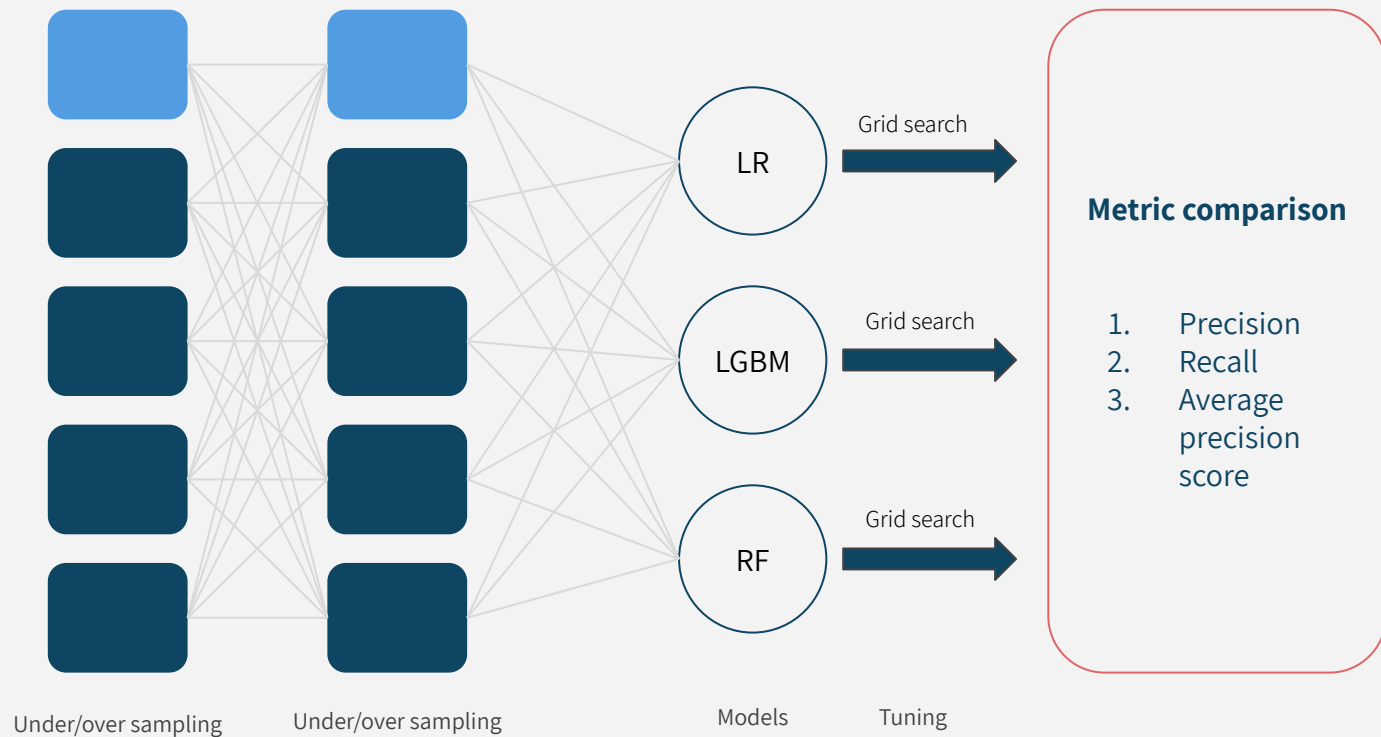 Grid search
LR
Metric comparison
Grid search
1. Precision
LGBM
2. Recall
3. Average
precision
score
Grid search
RF
Under/over sampling
Under/over sampling
Models
Tuning